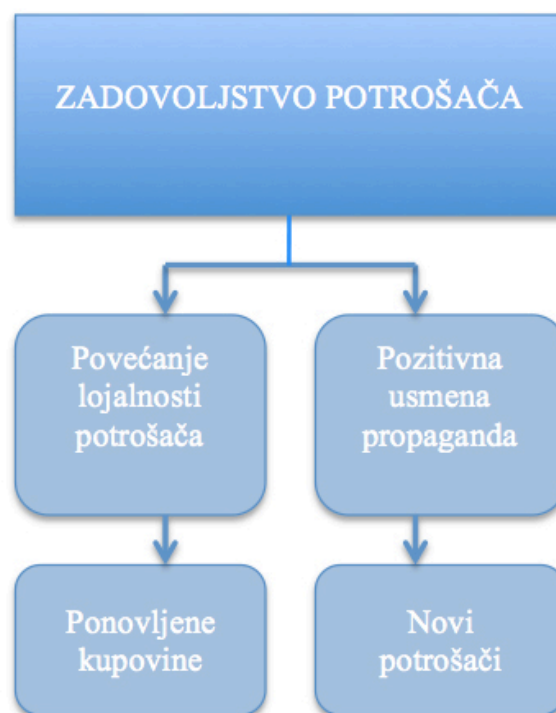 ZADOVOLJSTVO POTROŠAČA
Povećanje
lojalnosti
potrošača
Pozitivna
usmena
propaganda
Ponovljene
kupovine
Novi
potrošači